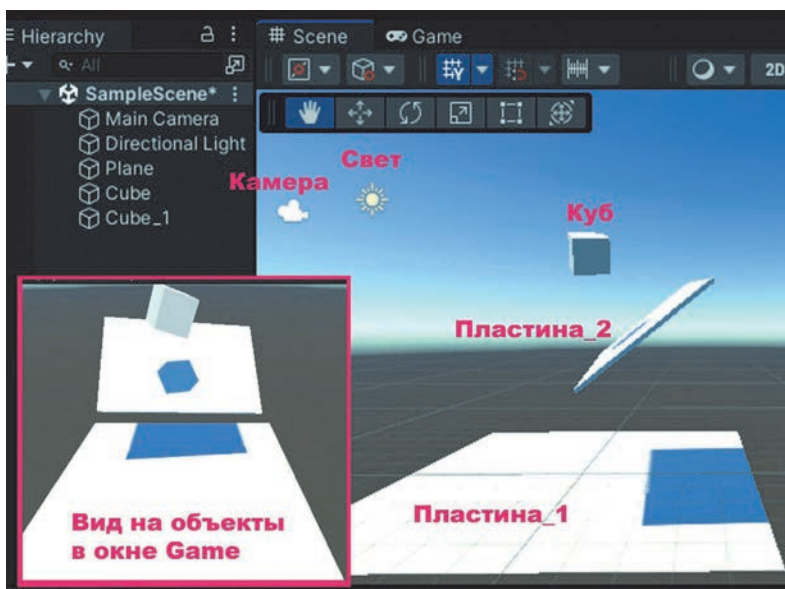 Hierarchy
All
SampleScene*
Main Camera
Directional Light
Plane
Cube
Cube_1
Scene
Game
2D
Камера
Свет
Куб
Пластина_2
Пластина_1
Вид на объекты
в окне Game